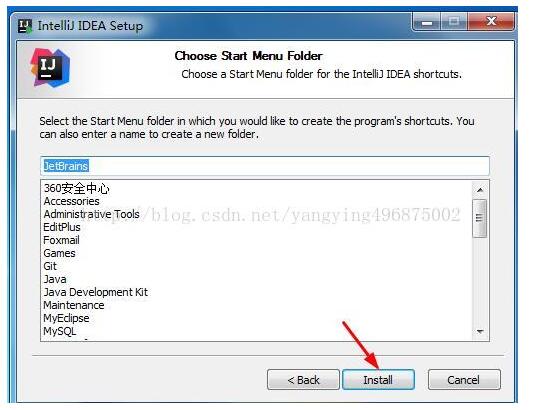 IntelliJ IDEA Setup
IJ
Choose Start Menu Folder
Choose a Start Menu folder for the IntelliJ IDEA shortcuts.
Select the Start Menu folder in which you would like to create the program's shortcuts. You
can also enter a name to create a new folder.
JetBrains
360安全中心
Accessories
Administrative Tools
http://blog.csdn.net/yangying496875002
EditPlus
Foxmail
Games
Git
Java
Java Development Kit
Maintenance
MyEclipse
MySQL
< Back
Install
Cancel